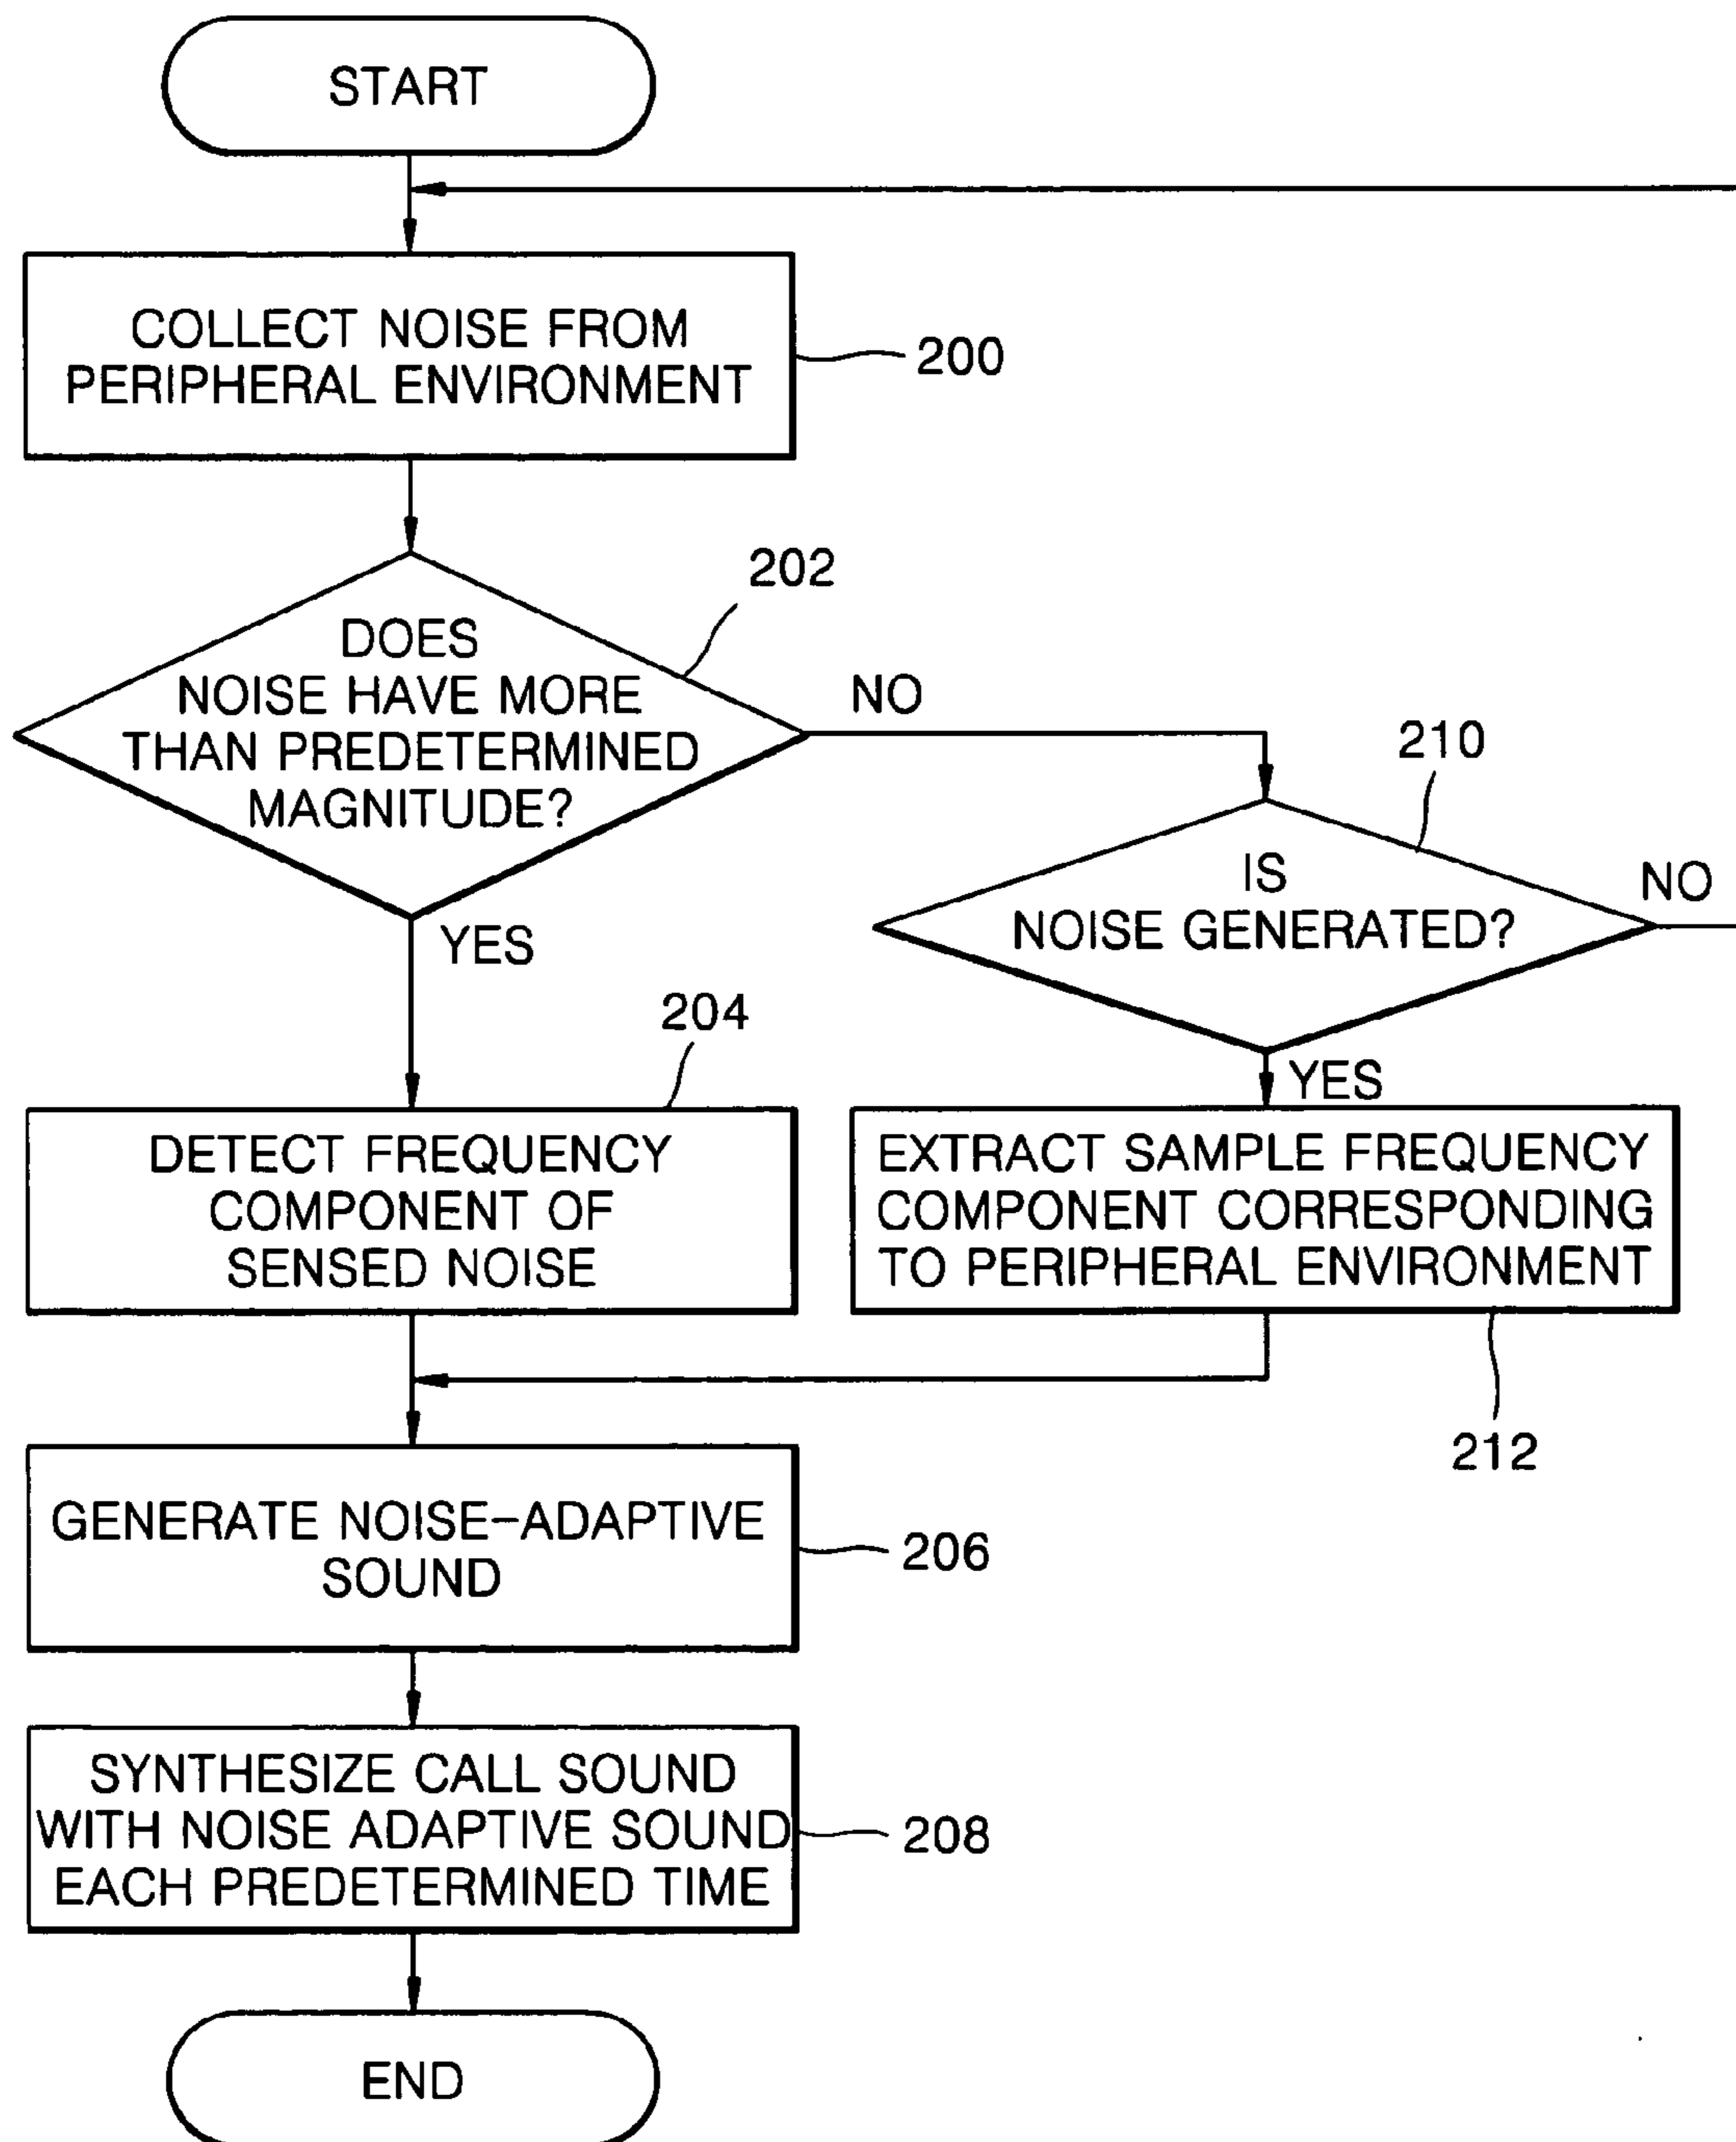 START
COLLECT NOISE FROM
PERIPHERAL ENVIRONMENT
200
202
DOES
NOISE HAVE MORE
THAN PREDETERMINED
MAGNITUDE?
NO
YES
210
IS
NOISE GENERATED?
NO
YES
204
DETECT FREQUENCY
COMPONENT OF
SENSED NOISE
EXTRACT SAMPLE FREQUENCY
COMPONENT CORRESPONDING
TO PERIPHERAL ENVIRONMENT
212
GENERATE NOISE-ADAPTIVE
SOUND
206
SYNTHESIZE CALL SOUND
WITH NOISE ADAPTIVE SOUND
EACH PREDETERMINED TIME
208
END